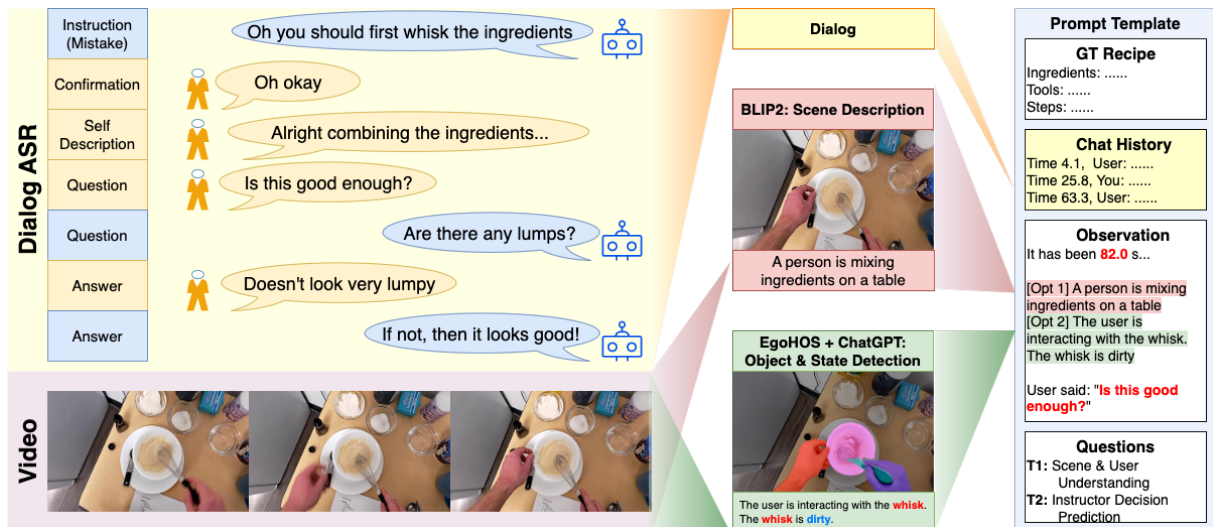 Dialog ASR
Instruction
(Mistake)
Oh you should first whisk the ingredients
Confirmation
Oh okay
Self
Description
Alright combining the ingredients...
Question
Is this good enough?
Question
Are there any lumps?
Answer
Doesn't look very lumpy
Answer
If not, then it looks good!
Video
Dialog
BLIP2: Scene Description
A person is mixing
ingredients on a table
EgoHOS + ChatGPT:
Object & State Detection
The user is interacting with the whisk.
The whisk is dirty.
Prompt Template
GT Recipe
Ingredients: ......
Tools: ......
Steps: ......
Chat History
Time 4.1, User: ......
Time 25.8, You: ......
Time 63.3, User: ......
Observation
It has been 82.0 s...
[Opt 1] A person is mixing
ingredients on a table
[Opt 2] The user is
interacting with the whisk.
The whisk is dirty
User said: "Is this good
enough?"
Questions
T1: Scene & User
Understanding
T2: Instructor Decision
Prediction